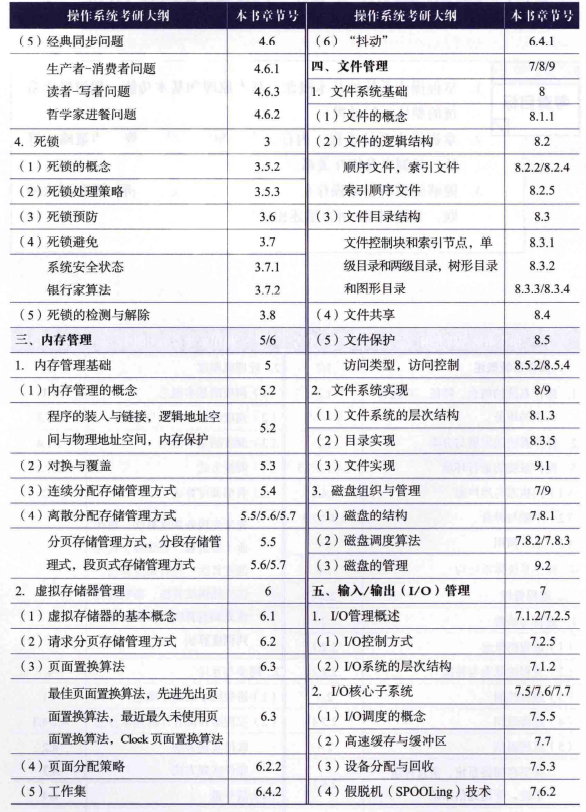 操作系统考研大纲 本书章节号
（5）经典同步问题 4.6
生产者-消费者问题 4.6.1
读者-写者问题 4.6.3
哲学家进餐问题 4.6.2
4. 死锁 3
（1）死锁的概念 3.5.2
（2）死锁处理策略 3.5.3
（3）死锁预防 3.6
（4）死锁避免 3.7
系统安全状态 3.7.1
银行家算法 3.7.2
（5）死锁的检测与解除 3.8
三、内存管理 5/6
1. 内存管理基础 5
（1）内存管理的概念 5.2
程序的装入与链接，逻辑地址空
间与物理地址空间，内存保护 5.2
（2）对换与覆盖 5.3
（3）连续分配存储管理方式 5.4
（4）离散分配存储管理方式 5.5/5.6/5.7
分页存储管理方式，分段存储管 5.5
理式，段页式存储管理方式 5.6/5.7
2. 虚拟存储器管理 6
（1）虚拟存储器的基本概念 6.1
（2）请求分页存储管理方式 6.2
（3）页面置换算法 6.3
最佳页面置换算法，先进先出页
面置换算法，最近最久未使用页 6.3
面置换算法，Clock页面置换算法
（4）页面分配策略 6.2.2
（5）工作集 6.4.2
操作系统考研大纲 本书章节号
（6）“抖动” 6.4.1
四、文件管理 7/8/9
1. 文件系统基础 8
（1）文件的概念 8.1.1
（2）文件的逻辑结构 8.2
顺序文件，索引文件 8.2.2/8.2.4
索引顺序文件 8.2.5
（3）文件目录结构 8.3
文件控制块和索引节点，单 8.3.1
级目录和两级目录，树形目录 8.3.2
和图形目录 8.3.3/8.3.4
（4）文件共享 8.4
（5）文件保护 8.5
访问类型，访问控制 8.5.2/8.5.4
2. 文件系统实现 8/9
（1）文件系统的层次结构 8.1.3
（2）目录实现 8.3.5
（3）文件实现 9.1
3. 磁盘组织与管理 7/9
（1）磁盘的结构 7.8.1
（2）磁盘调度算法 7.8.2/7.8.3
（3）磁盘的管理 9.2
五、输入/输出（I/O）管理 7
1. I/O管理概述 7.1.2/7.2.5
（1）I/O控制方式 7.2.5
（2）I/O系统的层次结构 7.1.2
2. I/O核心子系统 7.5/7.6/7.7
（1）I/O调度的概念 7.5.5
（2）高速缓存与缓冲区 7.7
（3）设备分配与回收 7.5.3
（4）假脱机（SPOOLing）技术 7.6.2